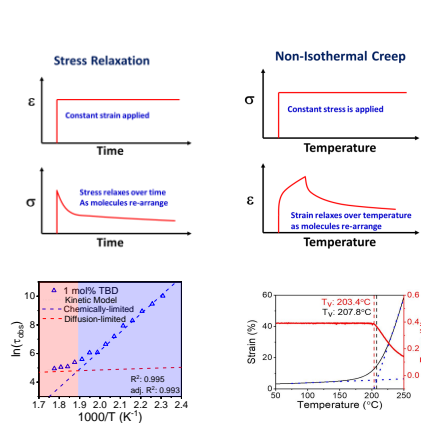 Stress Relaxation
Non-Isothermal Creep
ε
Constant strain applied
Time
σ
Constant stress is applied
Temperature
σ
Stress relaxes over time
As molecules re-arrange
Time
ε
Strain relaxes over temperature
as molecules re-arrange
Temperature
ln(τobs)
10
8
6
4
1 mol% TBD
Kinetic Model
Chemically-limited
Diffusion-limited
R²: 0.995
adj. R²: 0.993
1.7 1.8 1.9 2.0 2.1 2.2 2.3 2.4
1000/T (K⁻¹)
Strain (%)
60
40
20
0
Tᵥ: 203.4°C
Tᵥ: 207.8°C
0.6
0.4
0.2
0.0
50 100 150 200 250
Temperature (°C)